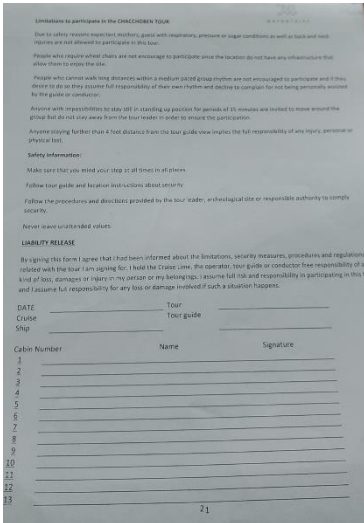 Limitations to participate in the CHACCHOBEN TOUR
Due to safety reasons expectant mothers, guests with respiratory, pressure or sugar conditions as well as back and neck
injuries are not allowed to participate in this tour.
People who require wheel chairs are not encourage to participate since the location do not have any infrastructure that
allow them to enjoy the site.
People who cannot walk long distances within a medium paced group rhythm are not encouraged to participate and if they
desire to do so they assume full responsibility of their own rhythm and decline to complain for not being personally assisted
by the guide or conductor.
Anyone with impossibilities to stay still in standing up position for periods of 15 minutes are invited to move around the
group but do not stay away from the tour leader in order to ensure the participation.
Anyone staying further than 4 feet distance from the tour guide view implies the full responsibility of any injury, personal or
physical lost.
Safety Information:
Make sure that you mind your step at all times in all places.
Follow tour guide and location instructions about security
Follow the procedures and directions provided by the tour leader, archeological site or responsible authority to comply
security.
Never leave unattended values
LIABILITY RELEASE
By signing this form I agree that I had been informed about the limitations, security measures, procedures and regulations
related with the tour I am signing for. I hold the Cruise Line, the operator, tour guide or conductor free responsibility of a
kind of loss, damages or injury in my person or my belongings. I assume full risk and responsibility in participating in this
and I assume full responsibility for any loss or damage involved if such a situation happens.
DATE Tour
Cruise Tour guide
Ship
Cabin Number Name Signature
1
2
3
4
5
6
7
8
9
10
11
12
13
21